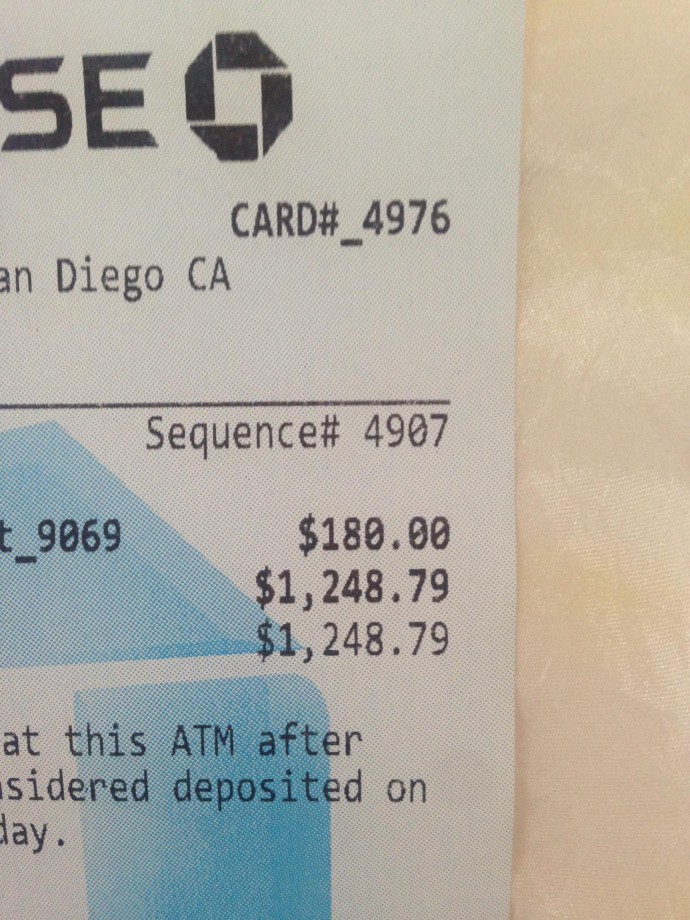 SE
CARD#_4976
an Diego CA
Sequence# 4907
t_9069 $180.00
$1,248.79
$1,248.79
at this ATM after
nsidered deposited on
day.